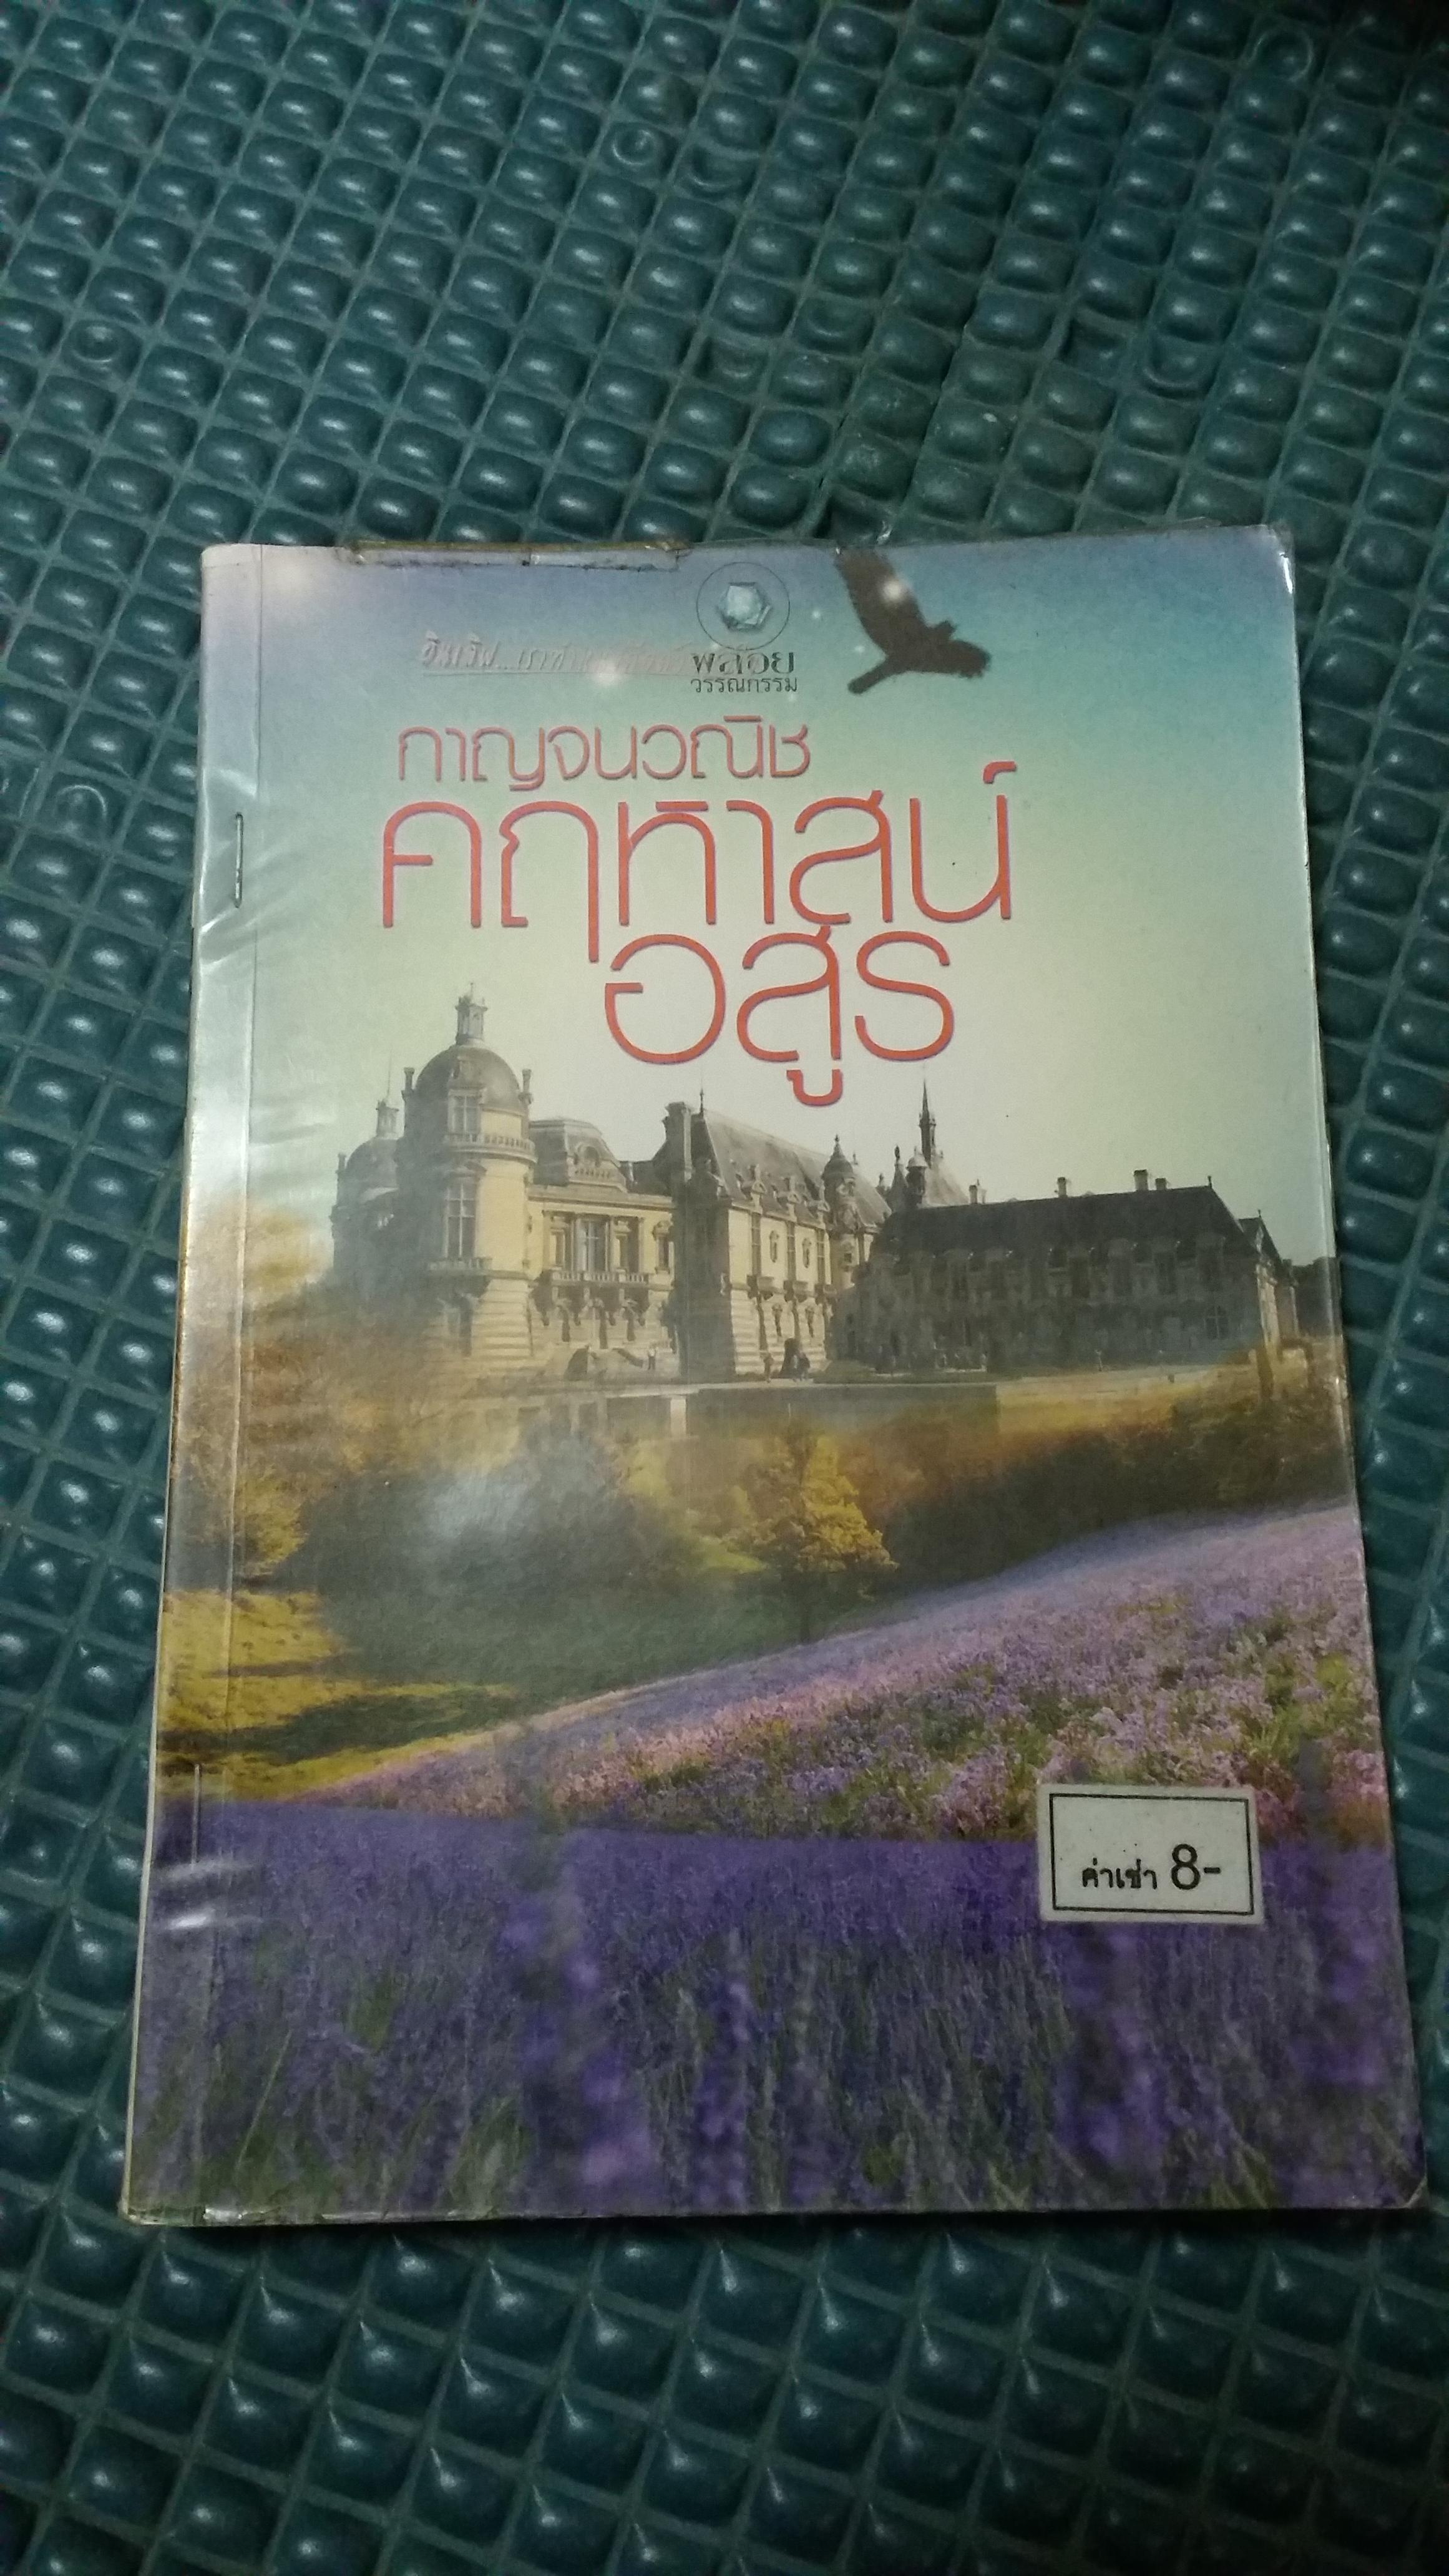 พลอย
วรรณกรรม
กาญจนวณิช
คฤหาสน์
อสูร
ค่าเช่า 8-